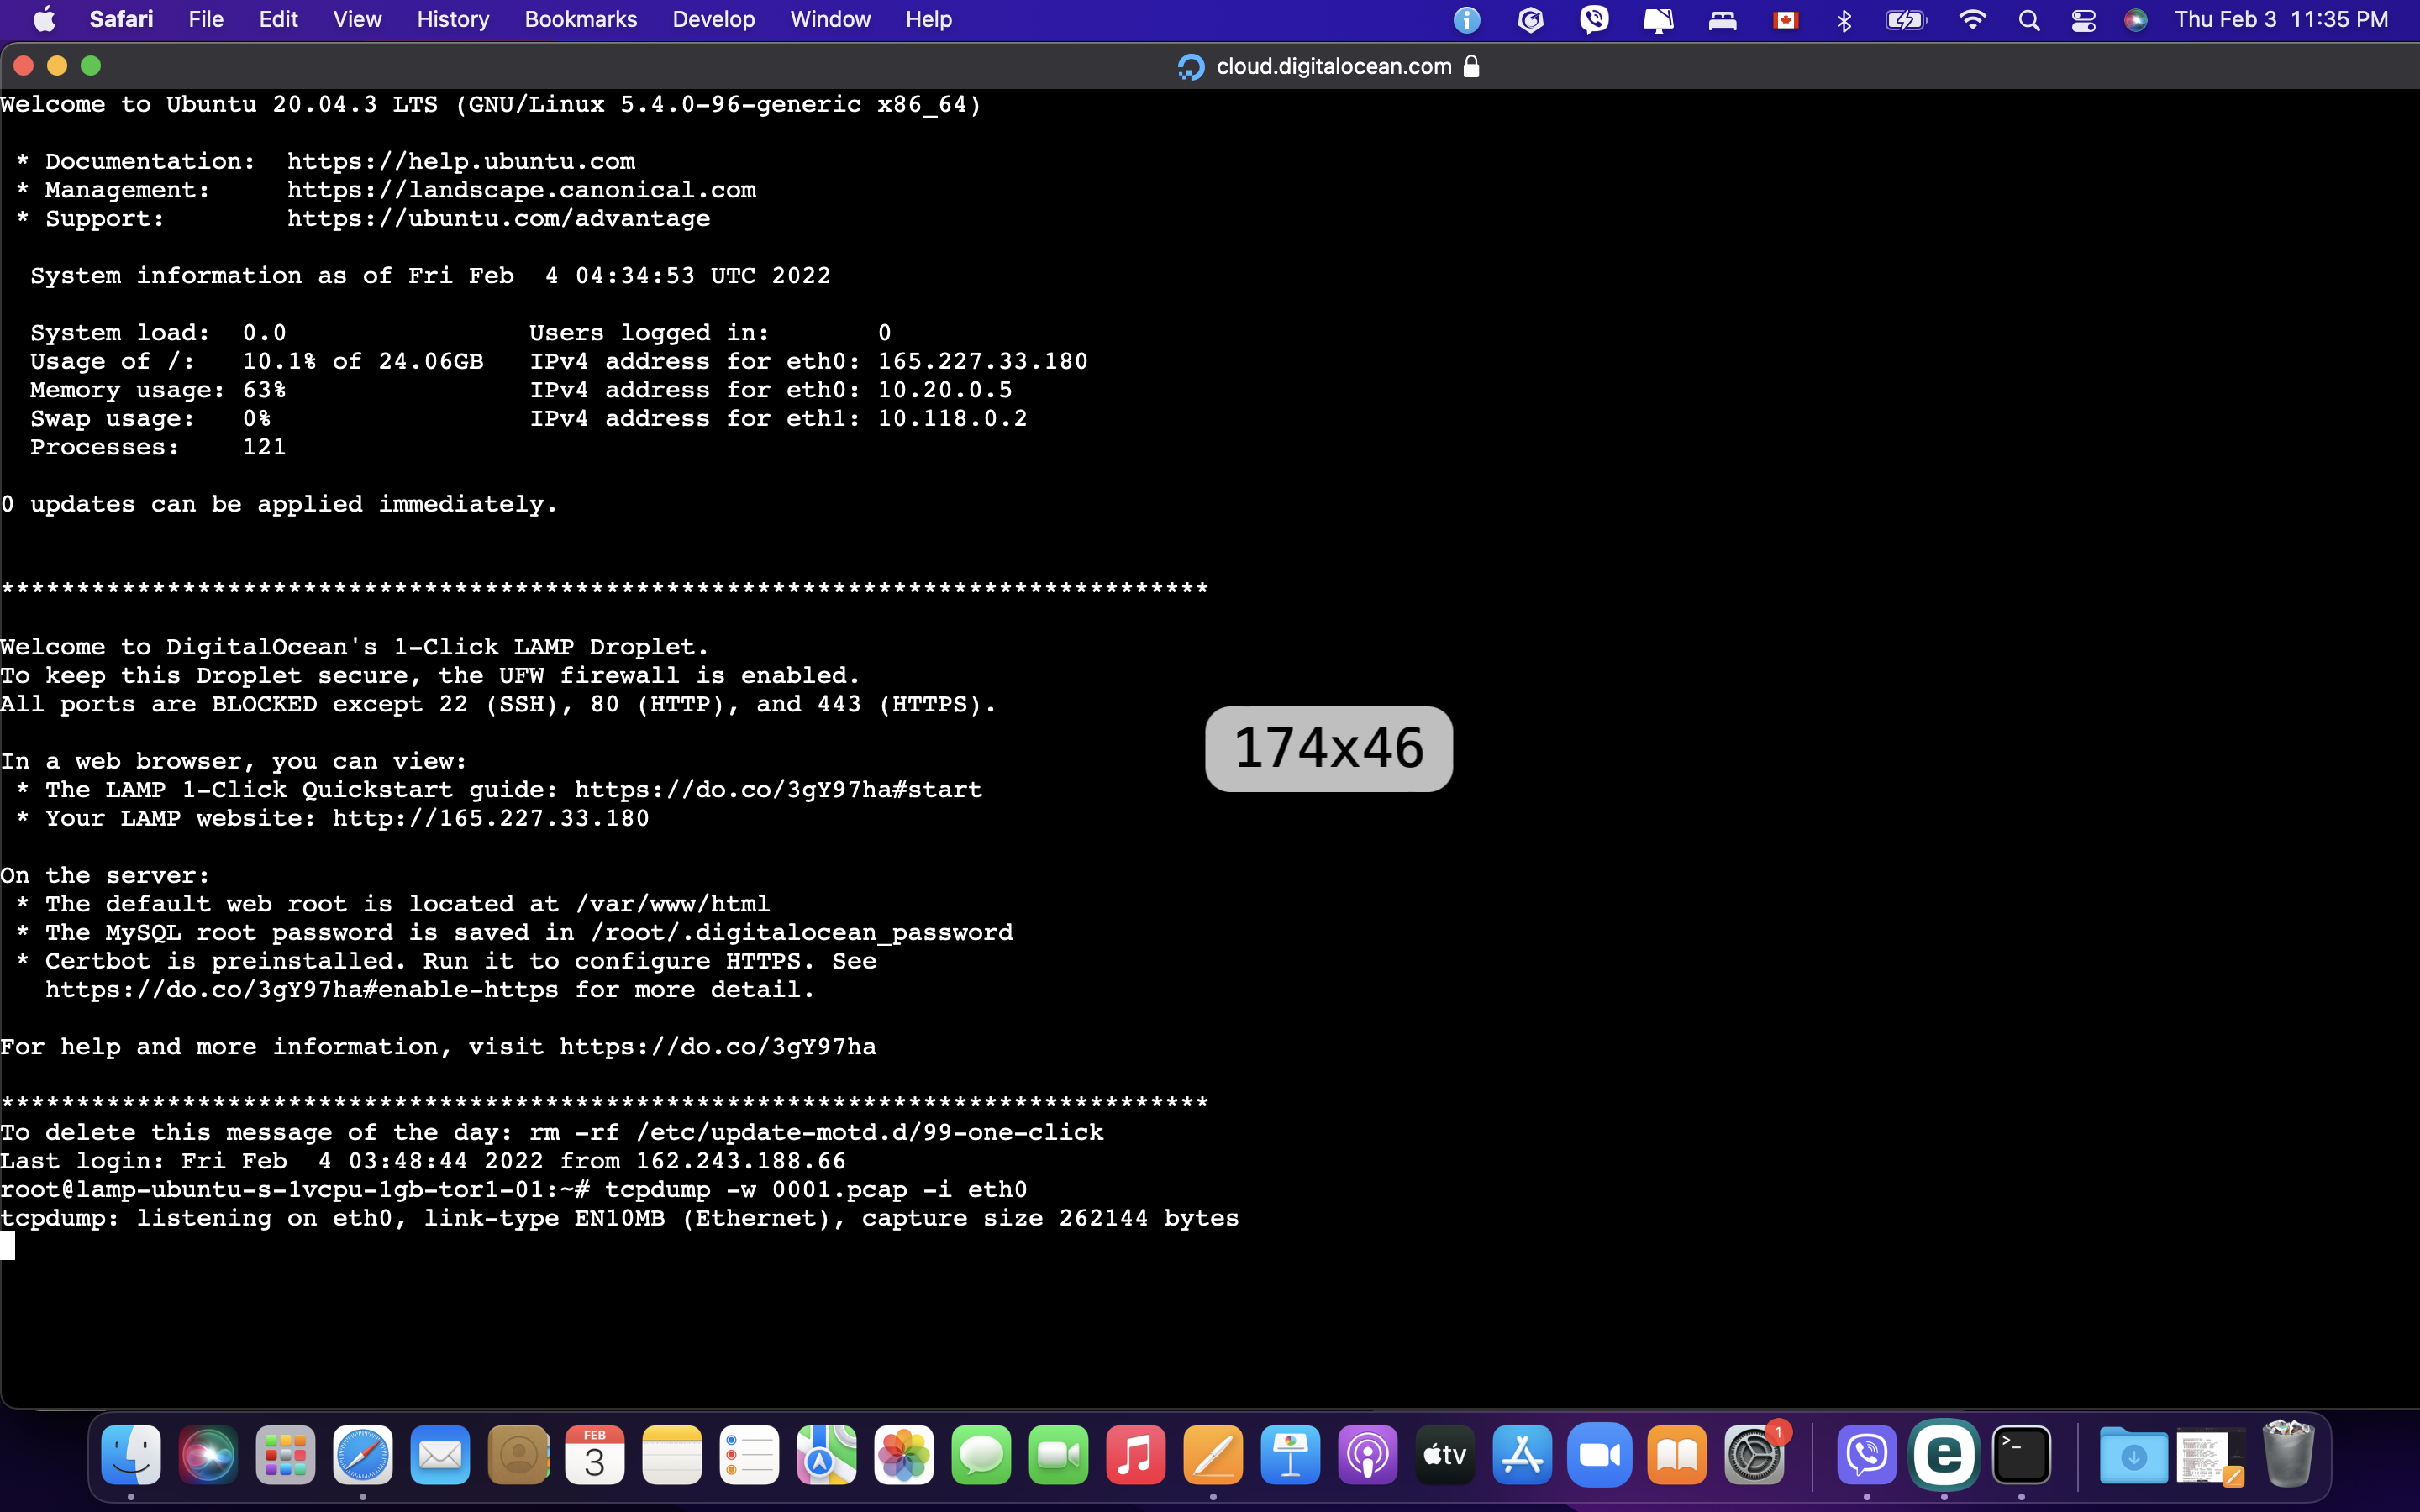 Safari File Edit View History Bookmarks Develop Window Help Thu Feb 3 11:35 PM
cloud.digitalocean.com
Welcome to Ubuntu 20.04.3 LTS (GNU/Linux 5.4.0-96-generic x86_64)
* Documentation: https://help.ubuntu.com
* Management: https://landscape.canonical.com
* Support: https://ubuntu.com/advantage
System information as of Fri Feb 4 04:34:53 UTC 2022
System load: 0.0 Users logged in: 0
Usage of /: 10.1% of 24.06GB IPv4 address for eth0: 165.227.33.180
Memory usage: 63% IPv4 address for eth0: 10.20.0.5
Swap usage: 0% IPv4 address for eth1: 10.118.0.2
Processes: 121
0 updates can be applied immediately.
********************************************************************************
Welcome to DigitalOcean's 1-Click LAMP Droplet.
To keep this Droplet secure, the UFW firewall is enabled.
All ports are BLOCKED except 22 (SSH), 80 (HTTP), and 443 (HTTPS).
174x46
In a web browser, you can view:
* The LAMP 1-Click Quickstart guide: https://do.co/3gY97ha#start
* Your LAMP website: http://165.227.33.180
On the server:
* The default web root is located at /var/www/html
* The MySQL root password is saved in /root/.digitalocean_password
* Certbot is preinstalled. Run it to configure HTTPS. See
https://do.co/3gY97ha#enable-https for more detail.
For help and more information, visit https://do.co/3gY97ha
********************************************************************************
To delete this message of the day: rm -rf /etc/update-motd.d/99-one-click
Last login: Fri Feb 4 03:48:44 2022 from 162.243.188.66
root@lamp-ubuntu-s-1vcpu-1gb-tor1-01:~# tcpdump -w 0001.pcap -i eth0
tcpdump: listening on eth0, link-type EN10MB (Ethernet), capture size 262144 bytes
FEB
3
tv
1
e
>_